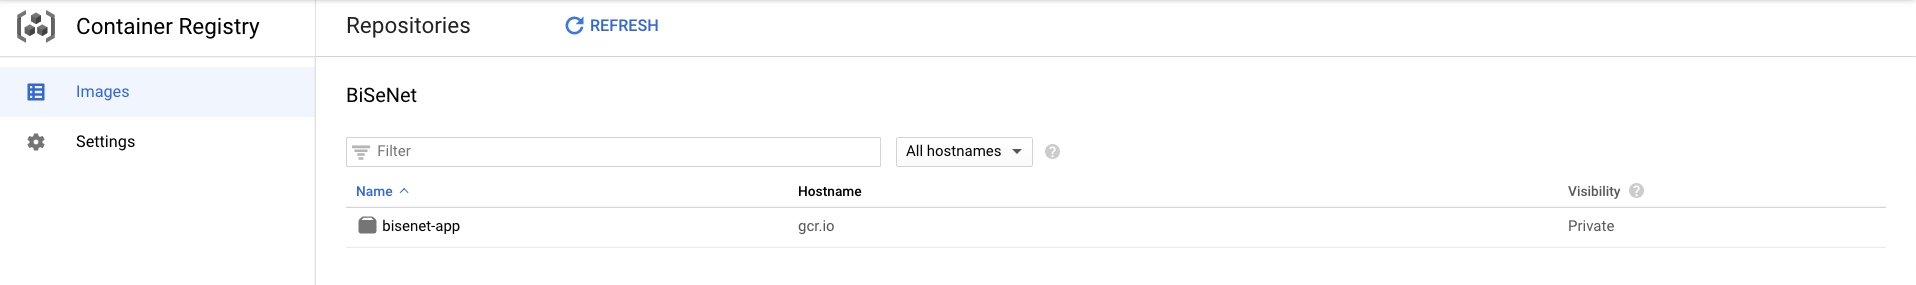 Container Registry
Repositories
REFRESH
Images
Settings
BiSeNet
Filter
All hostnames
?
Name
Hostname
Visibility
?
bisenet-app
gcr.io
Private